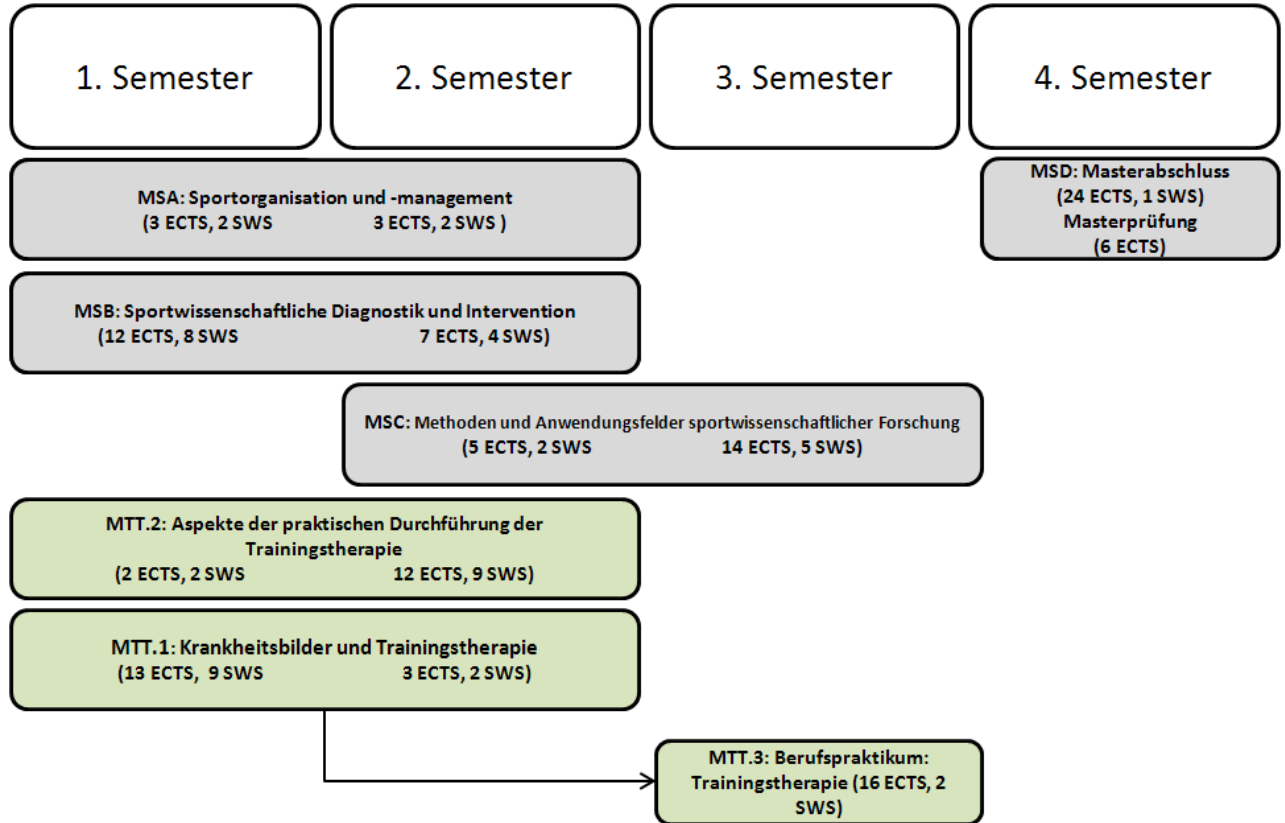 1. Semester
2. Semester
3. Semester
4. Semester
MSA: Sportorganisation und -management
(3 ECTS, 2 SWS 3 ECTS, 2 SWS )
MSD: Masterabschluss
(24 ECTS, 1 SWS)
Masterprüfung
(6 ECTS)
MSB: Sportwissenschaftliche Diagnostik und Intervention
(12 ECTS, 8 SWS 7 ECTS, 4 SWS)
MSC: Methoden und Anwendungsfelder sportwissenschaftlicher Forschung
(5 ECTS, 2 SWS 14 ECTS, 5 SWS)
MTT.2: Aspekte der praktischen Durchführung der
Trainingstherapie
(2 ECTS, 2 SWS 12 ECTS, 9 SWS)
MTT.1: Krankheitsbilder und Trainingstherapie
(13 ECTS, 9 SWS 3 ECTS, 2 SWS)
MTT.3: Berufspraktikum:
Trainingstherapie (16 ECTS, 2
SWS)